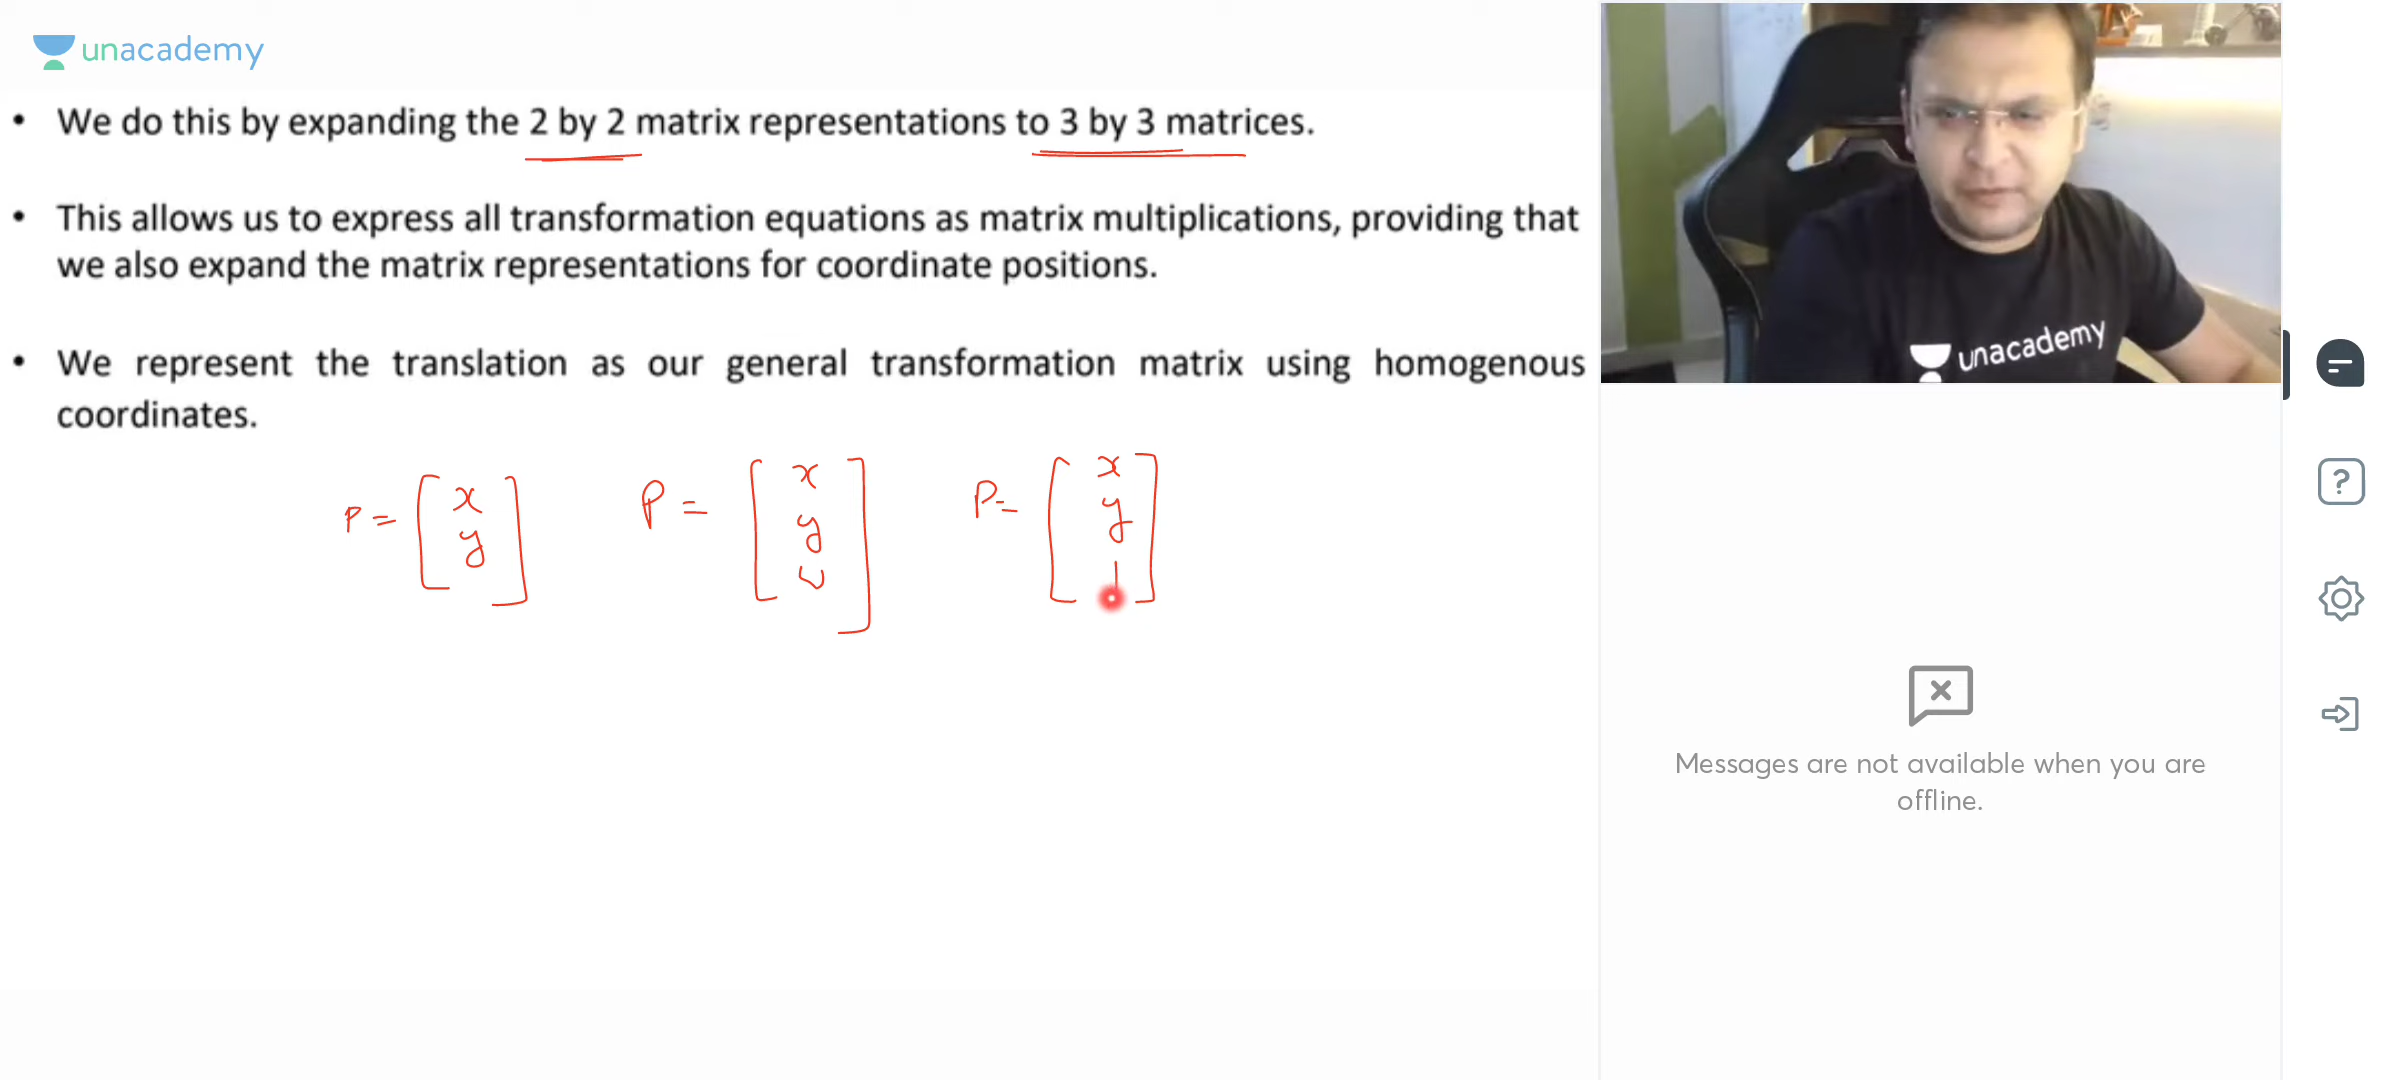 unacademy
• We do this by expanding the 2 by 2 matrix representations to 3 by 3 matrices.
• This allows us to express all transformation equations as matrix multiplications, providing that
we also expand the matrix representations for coordinate positions.
• We represent the translation as our general transformation matrix using homogenous
coordinates.
P = [ x
y ]
P = [ x
y
ω ]
P = [ x
y
1 ]
unacademy
?
Messages are not available when you are
offline.